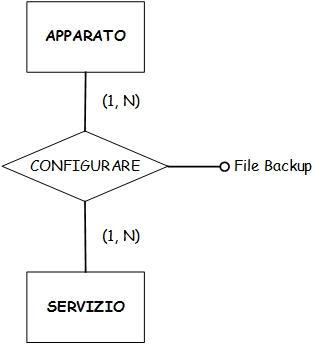 APPARATO
(1, N)
CONFIGURARE
File Backup
(1, N)
SERVIZIO